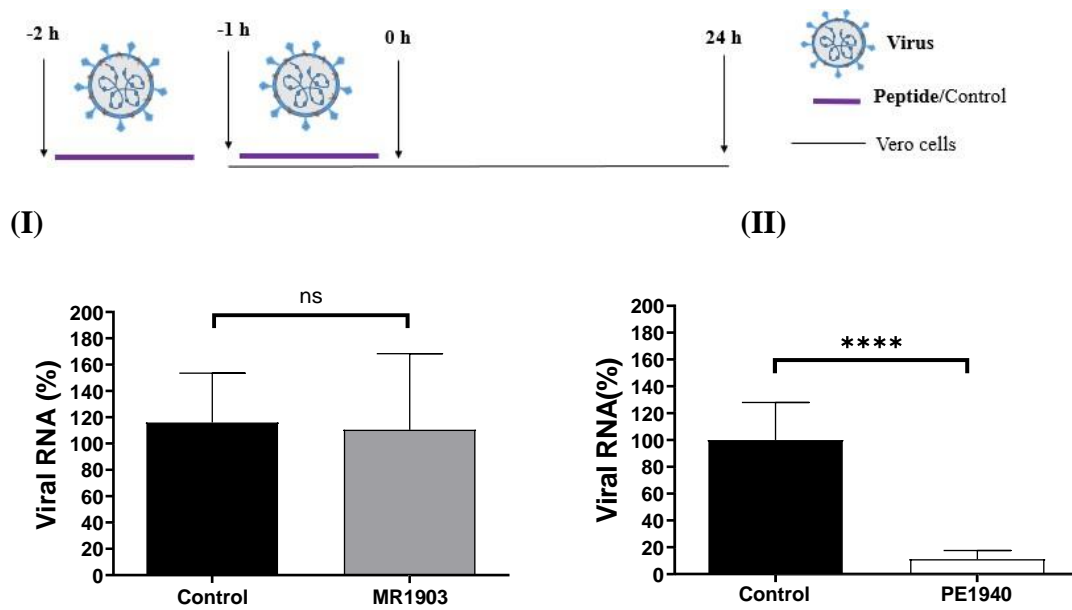 -2 h
-1 h
0 h
24 h
Virus
Peptide/Control
Vero cells
(I)
(II)
ns
200
180
160
140
120
100
80
60
40
20
0
Viral RNA (%)
Control
MR1903
****
200
180
160
140
120
100
80
60
40
20
0
Viral RNA(%)
Control
PE1940